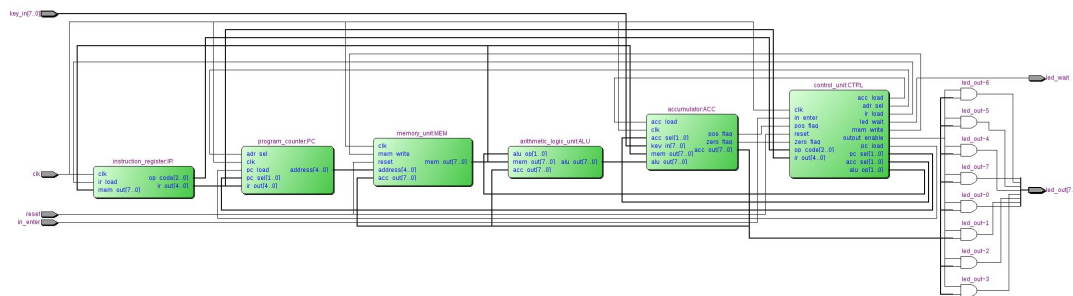 key_in[7..0]
clk
reset
in_enter
instruction_register:IR
clk
ir load
mem out[7..0]
op code[2..0]
ir out[4..0]
program_counter:PC
adr sel
clk
pc load
pc sel[1..0]
ir out[4..0]
address[4..0]
memory_unit:MEM
clk
mem write
reset
address[4..0]
acc out[7..0]
mem out[7..0]
arithmetic_logic_unit:ALU
alu op[1..0]
mem out[7..0]
acc out[7..0]
alu out[7..0]
accumulator:ACC
acc load
clk
acc sel[1..0]
key in[7..0]
mem out[7..0]
alu out[7..0]
pos flag
zero flag
acc out[7..0]
control_unit:CTRL
clk
in enter
pos flag
reset
zero flag
op code[2..0]
ir out[4..0]
acc load
adr sel
ir load
led wait
mem write
output enable
pc load
pc sel[1..0]
acc sel[1..0]
alu op[1..0]
led_out~6
led_out~5
led_out~4
led_out~7
led_out~0
led_out~1
led_out~2
led_out~3
led_wait
led_out[7.